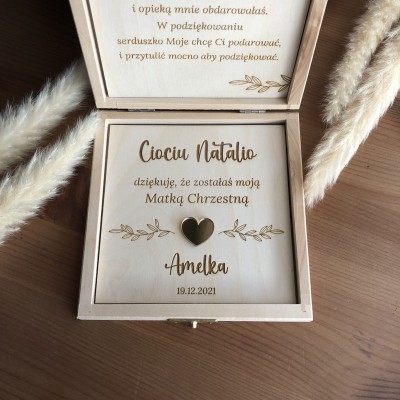 i opieką mnie obdarowałaś.
W podziękowaniu
serduszko Moje chcę Ci podarować,
i przytulić mocno aby podziękować.
Ciociu Natalio
dziękuję, że zostałaś moją
Matką Chrzestną
Amelka
19.12.2021